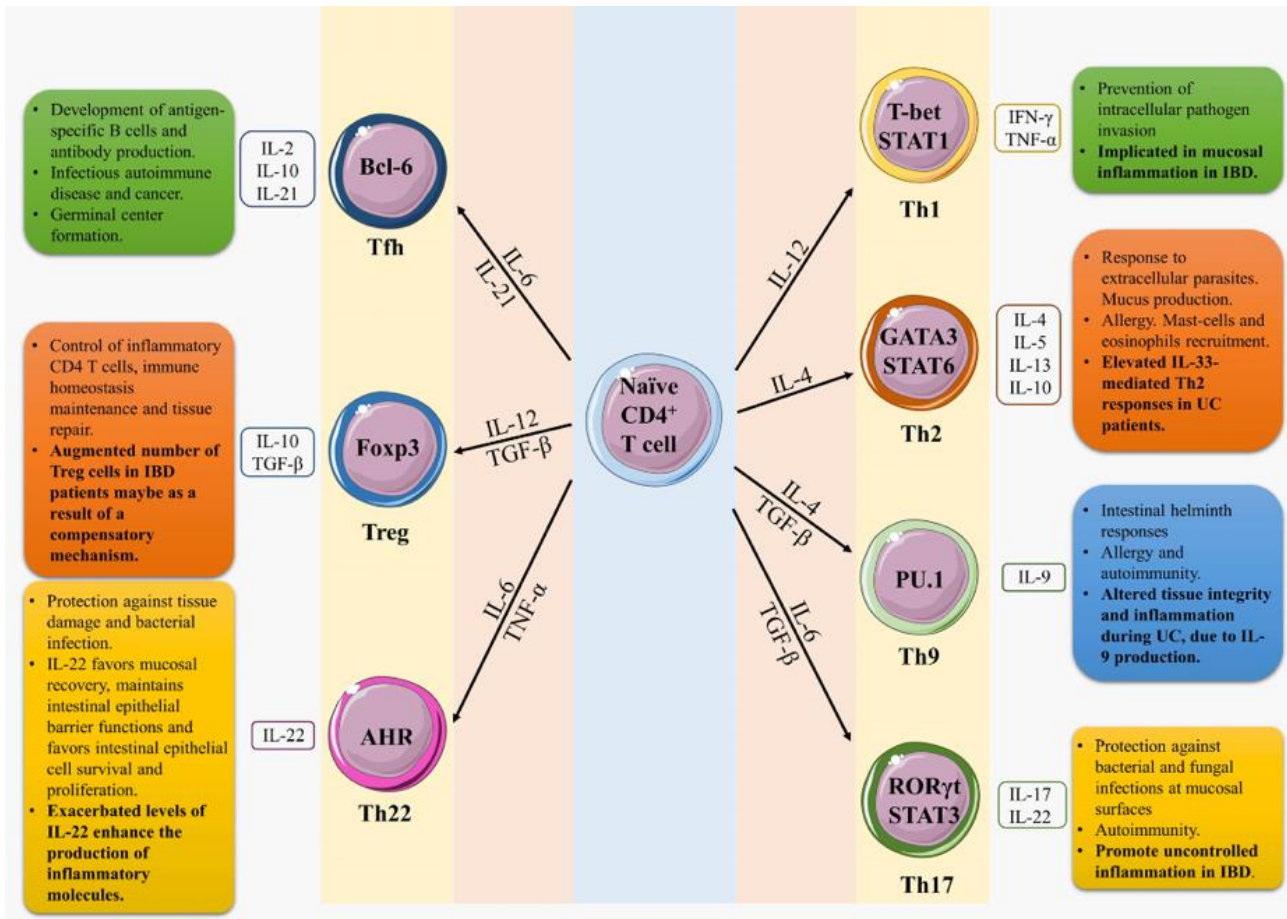 • Development of antigen-
specific B cells and
antibody production.
• Infectious autoimmune
disease and cancer.
• Germinal center
formation.
IL-2
IL-10
IL-21
Bcl-6
Tfh
IL-6
IL-21
• Control of inflammatory
CD4 T cells, immune
homeostasis
maintenance and tissue
repair.
• Augmented number of
Treg cells in IBD
patients maybe as a
result of a
compensatory
mechanism.
IL-10
TGF-β
Foxp3
Treg
IL-12
TGF-β
• Protection against tissue
damage and bacterial
infection.
• IL-22 favors mucosal
recovery, maintains
intestinal epithelial
barrier functions and
favors intestinal epithelial
cell survival and
proliferation.
• Exacerbated levels of
IL-22 enhance the
production of
inflammatory
molecules.
IL-22
AHR
Th22
IL-6
TNF-α
Naïve
CD4⁺
T cell
IL-12
T-bet
STAT1
Th1
IFN-γ
TNF-α
• Prevention of
intracellular pathogen
invasion
• Implicated in mucosal
inflammation in IBD.
IL-4
GATA3
STAT6
Th2
IL-4
IL-5
IL-13
IL-10
• Response to
extracellular parasites.
Mucus production.
• Allergy. Mast-cells and
eosinophils recruitment.
• Elevated IL-33-
mediated Th2
responses in UC
patients.
IL-4
TGF-β
PU.1
Th9
IL-9
• Intestinal helminth
responses
• Allergy and
autoimmunity.
• Altered tissue integrity
and inflammation
during UC, due to IL-
9 production.
IL-6
TGF-β
RORγt
STAT3
Th17
IL-17
IL-22
• Protection against
bacterial and fungal
infections at mucosal
surfaces
• Autoimmunity.
• Promote uncontrolled
inflammation in IBD.